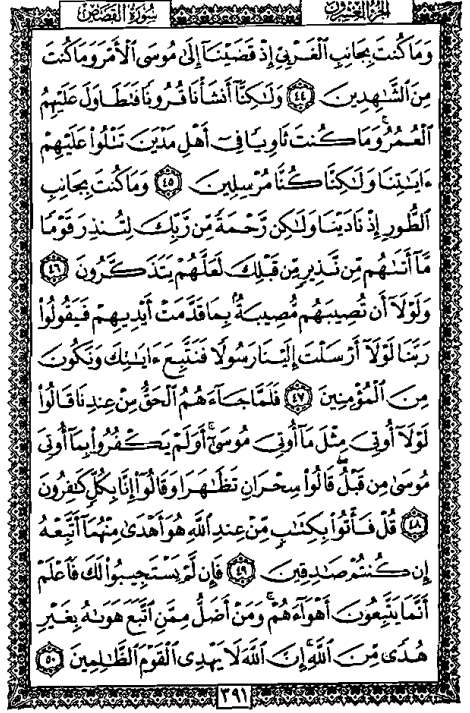 الجزء العشرون
سورة القصص
وَمَا كُنتَ بِجَانِبِ ٱلْغَرْبِىِّ إِذْ قَضَيْنَآ إِلَىٰ مُوسَى ٱلْأَمْرَ وَمَا كُنتَ
مِنَ ٱلشَّٰهِدِينَ ٤٤ وَلَٰكِنَّآ أَنشَأْنَا قُرُونًا فَتَطَاوَلَ عَلَيْهِمُ
ٱلْعُمُرُ ۚ وَمَا كُنتَ ثَاوِيًا فِىٓ أَهْلِ مَدْيَنَ تَتْلُوا۟ عَلَيْهِمْ
ءَايَٰتِنَا وَلَٰكِنَّا كُنَّا مُرْسِلِينَ ٤٥ وَمَا كُنتَ بِجَانِبِ
ٱلطُّورِ إِذْ نَادَيْنَا وَلَٰكِن رَّحْمَةً مِّن رَّبِّكَ لِتُنذِرَ قَوْمًا
مَّآ أَتَىٰهُم مِّن نَّذِيرٍ مِّن قَبْلِكَ لَعَلَّهُمْ يَتَذَكَّرُونَ ٤٦
وَلَوْلَآ أَن تُصِيبَهُم مُّصِيبَةٌۢ بِمَا قَدَّمَتْ أَيْدِيهِمْ فَيَقُولُوا۟
رَبَّنَا لَوْلَآ أَرْسَلْتَ إِلَيْنَا رَسُولًا فَنَتَّبِعَ ءَايَٰتِكَ وَنَكُونَ
مِنَ ٱلْمُؤْمِنِينَ ٤٧ فَلَمَّا جَآءَهُمُ ٱلْحَقُّ مِنْ عِندِنَا قَالُوا۟
لَوْلَآ أُوتِىَ مِثْلَ مَآ أُوتِىَ مُوسَىٰٓ ۚ أَوَلَمْ يَكْفُرُوا۟ بِمَآ أُوتِىَ
مُوسَىٰ مِن قَبْلُ ۖ قَالُوا۟ سِحْرَانِ تَظَٰهَرَا وَقَالُوٓا۟ إِنَّا بِكُلٍّ كَٰفِرُونَ
٤٨ قُلْ فَأْتُوا۟ بِكِتَٰبٍ مِّنْ عِندِ ٱللَّهِ هُوَ أَهْدَىٰ مِنْهُمَآ أَتَّبِعْهُ
إِن كُنتُمْ صَٰدِقِينَ ٤٩ فَإِن لَّمْ يَسْتَجِيبُوا۟ لَكَ فَٱعْلَمْ
أَنَّمَا يَتَّبِعُونَ أَهْوَآءَهُمْ ۚ وَمَنْ أَضَلُّ مِمَّنِ ٱتَّبَعَ هَوَىٰهُ بِغَيْرِ
هُدًى مِّنَ ٱللَّهِ ۚ إِنَّ ٱللَّهَ لَا يَهْدِى ٱلْقَوْمَ ٱلظَّٰلِمِينَ ٥٠
٣٩١